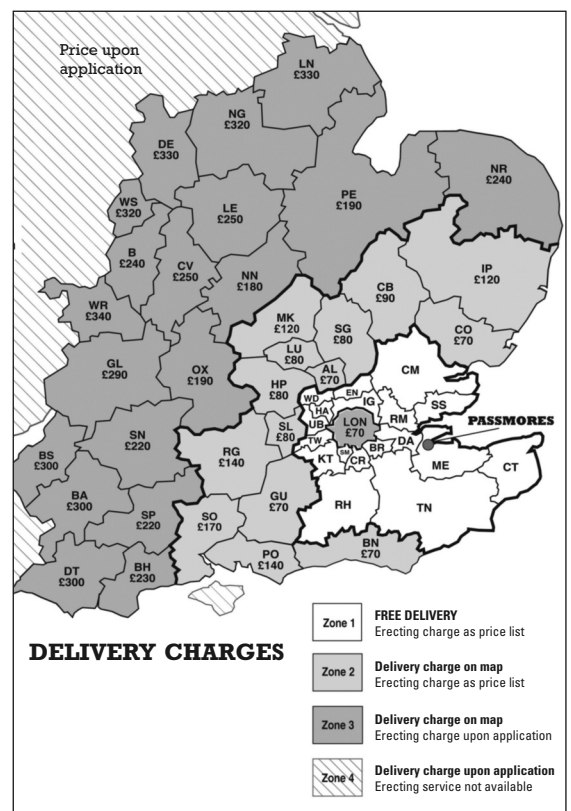 Price upon
application
LN
£330
NG
£320
DE
£330
NR
£240
PE
£190
WS
£320
LE
£250
B
£240
CV
£250
NN
£180
CB
£90
IP
£120
WR
£340
MK
£120
SG
£80
CO
£70
LU
£80
GL
£290
OX
£190
AL
£70
CM
HP
£80
WD
EN
HA
IG
SS
UB
LON
£70
RM
PASSMORES
SN
£220
SL
£80
TW
DA
BS
£300
RG
£140
KT
SM
CR
BR
ME
CT
BA
£300
GU
£70
RH
TN
SP
£220
SO
£170
BN
£70
PO
£140
DT
£300
BH
£230
DELIVERY CHARGES
Zone 1
FREE DELIVERY
Erecting charge as price list
Zone 2
Delivery charge on map
Erecting charge as price list
Zone 3
Delivery charge on map
Erecting charge upon application
Zone 4
Delivery charge upon application
Erecting service not available